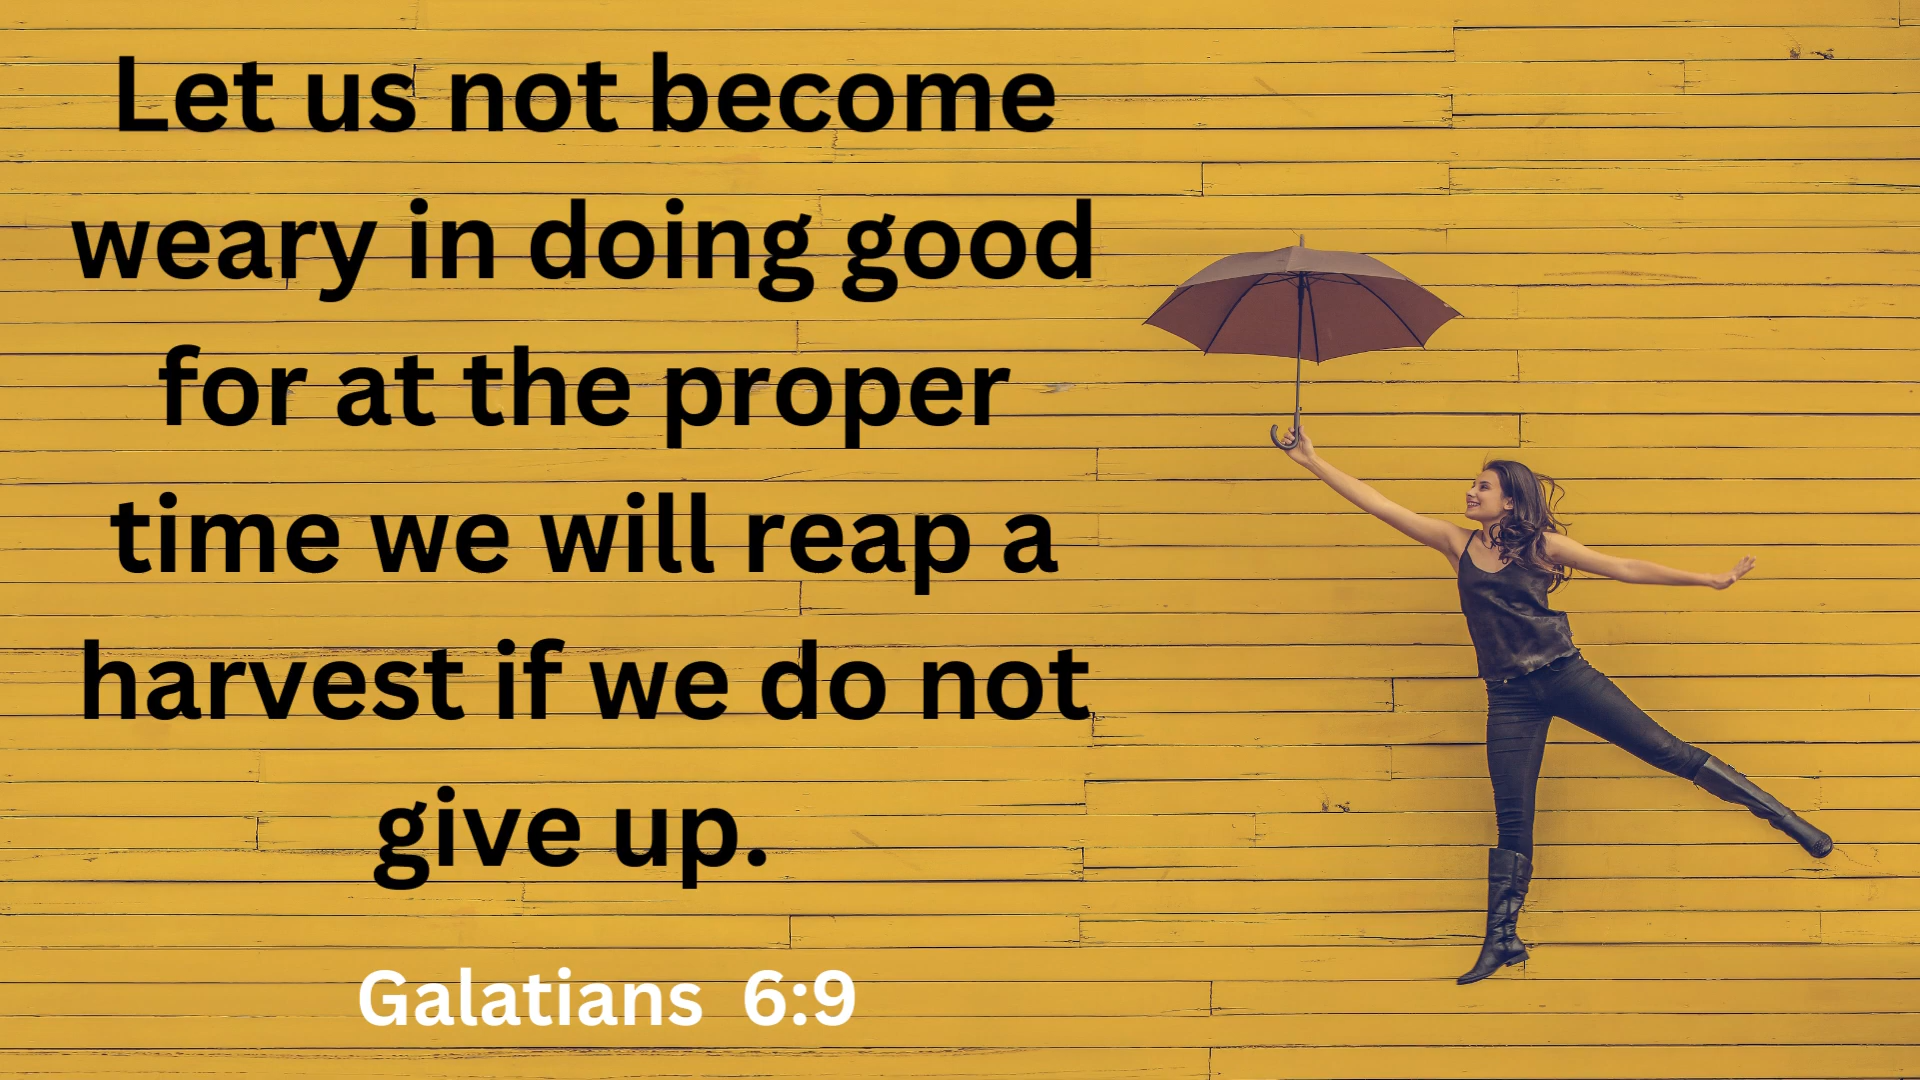 Let us not become
weary in doing good
for at the proper
time we will reap a
harvest if we do not
give up.
Galatians 6:9